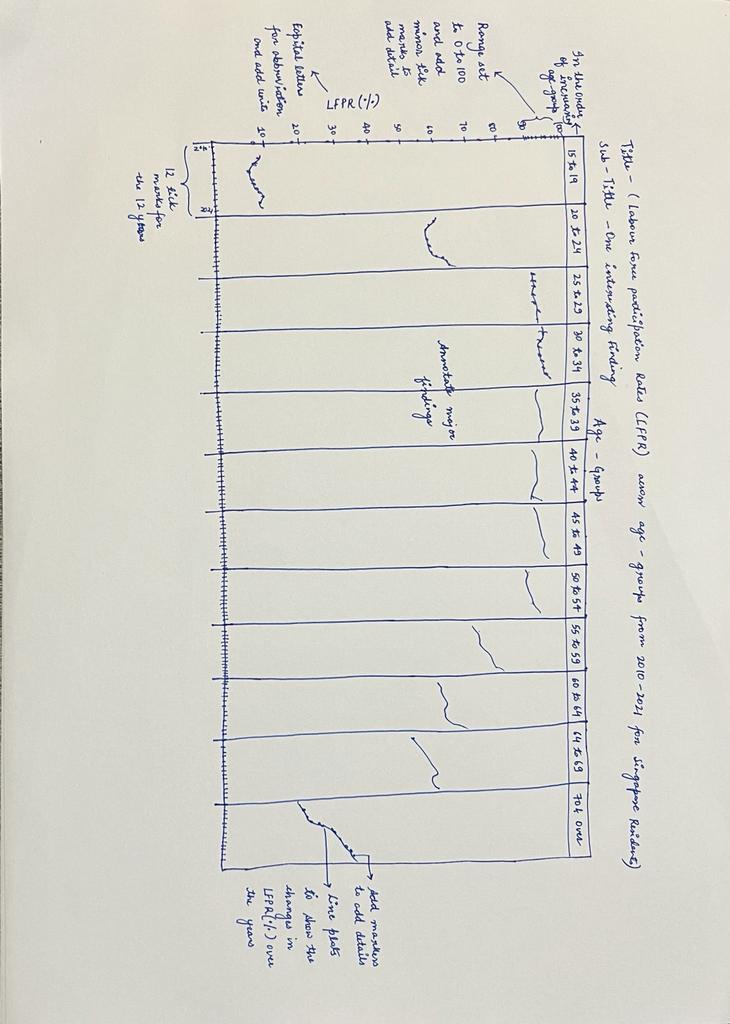 Title - (Labour Force participation Rates (LFPR) across age-groups from 2010-2021 for Singapore Residents)
Sub-Title - One interesting Finding
Age - Groups
In the order
of increasing
age-group
15 to 19
20 to 24
25 to 29
30 to 34
35 to 39
40 to 44
45 to 49
50 to 54
55 to 59
60 to 64
64 to 69
70 & Over
100
90
80
70
60
50
40
30
20
10
Range set
to 0 to 100
and add
minor tick
marks to
add detail
LFPR (%)
Capital letters
for abbreviation
and add units
Annotate major
findings
Add markers
to add details
Line plots
to show the
changes in
LFPR(%) over
the years
12 tick
marks for
the 12 years